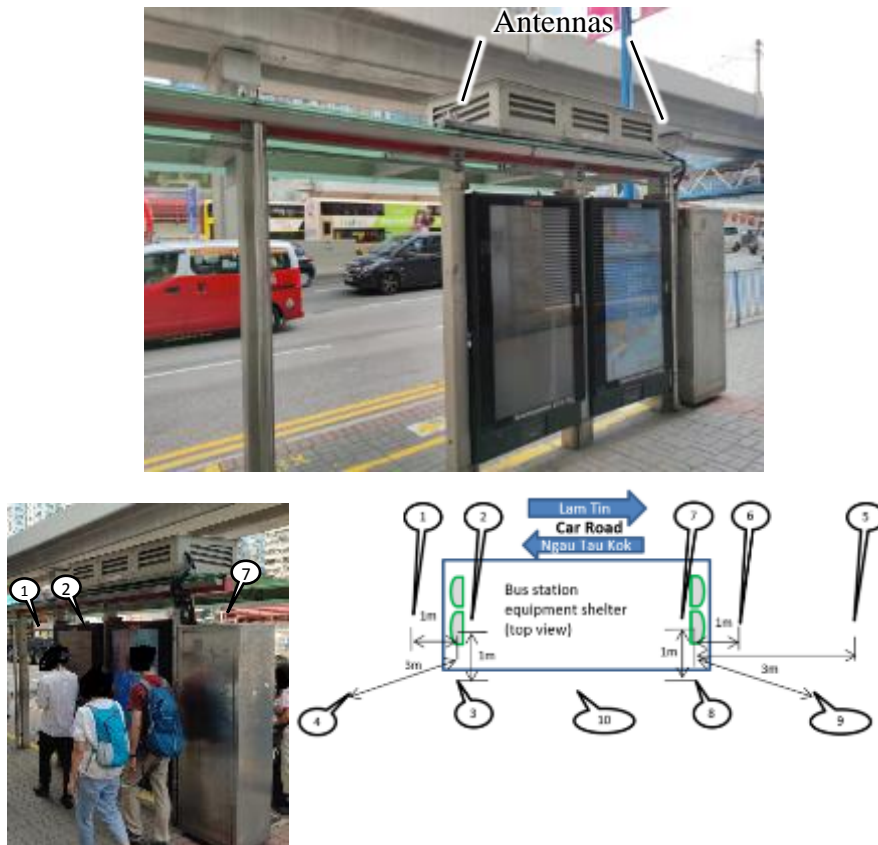 Antennas
1
2
7
1
2
7
6
5
Lam Tin
Car Road
Ngau Tau Kok
Bus station
equipment shelter
(top view)
1m
1m
1m
1m
3m
3m
4
3
10
8
9